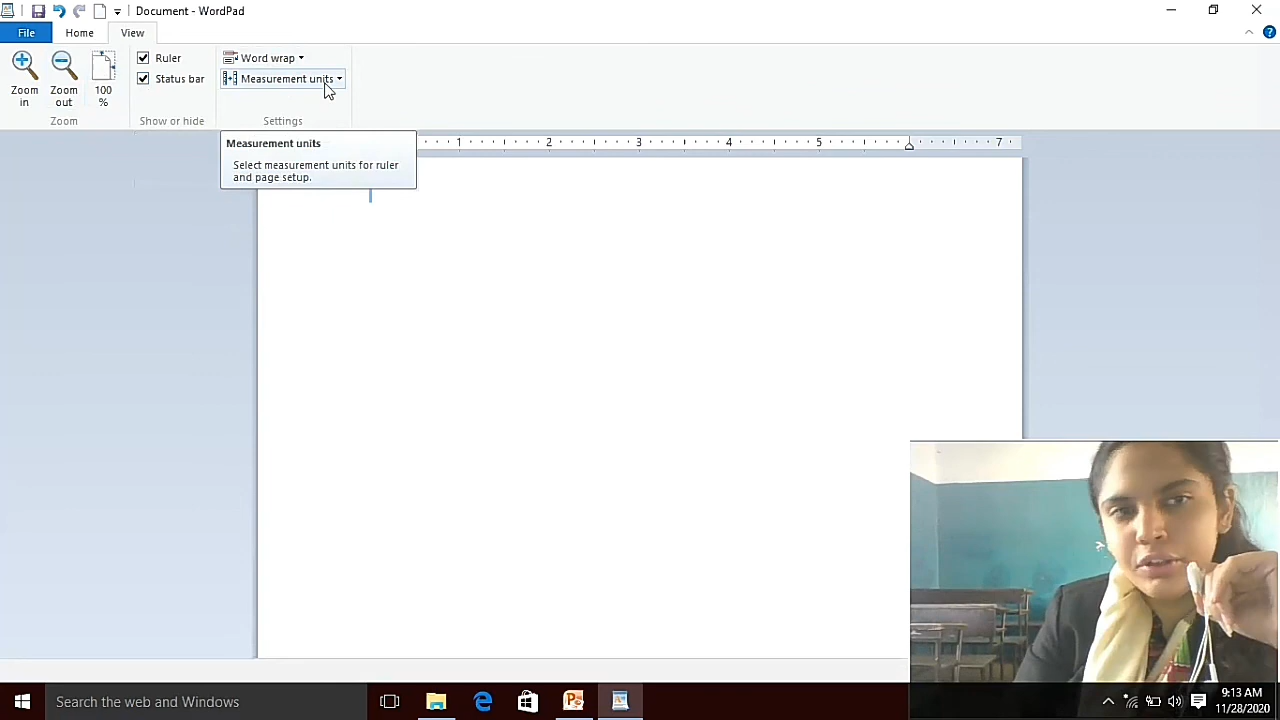 Document - WordPad
File Home View
Zoom in
Zoom out
100 %
Zoom
Ruler
Status bar
Show or hide
Word wrap
Measurement units
Settings
Measurement units
Select measurement units for ruler
and page setup.
1 2 3 4 5 7
Search the web and Windows
9:13 AM
11/28/2020